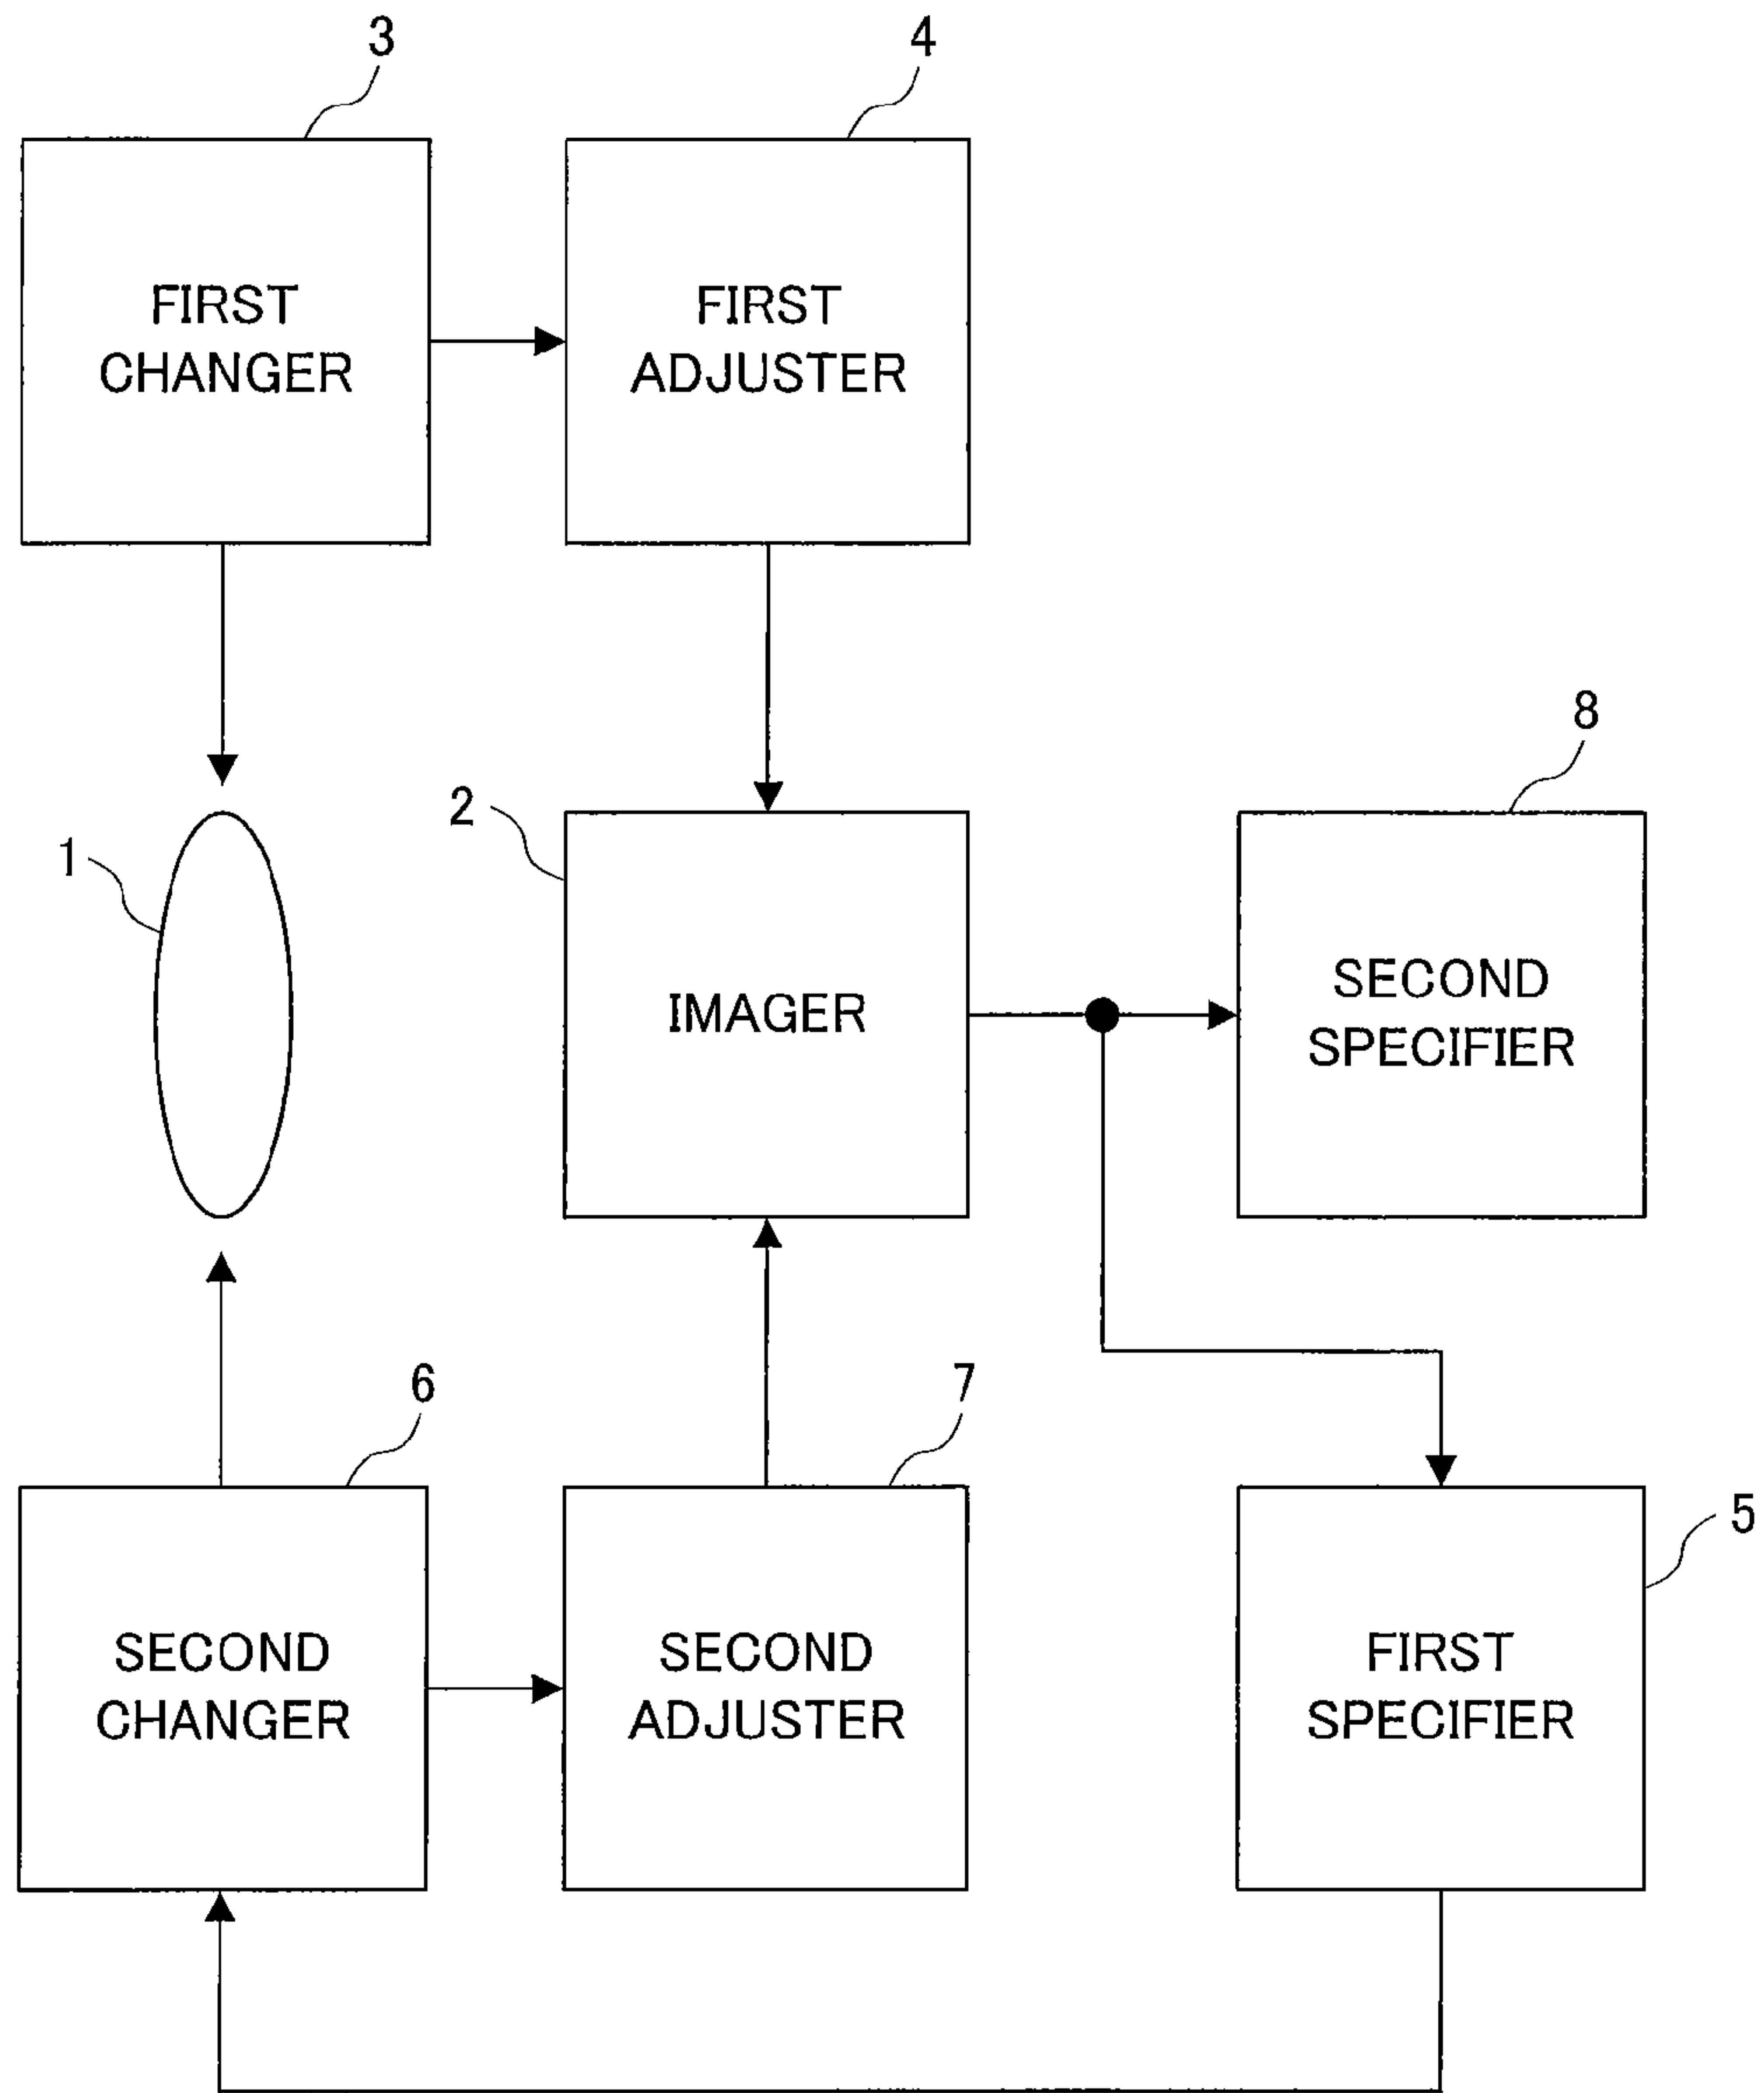 3
4
FIRST
CHANGER
FIRST
ADJUSTER
8
2
1
IMAGER
SECOND
SPECIFIER
6
7
5
SECOND
CHANGER
SECOND
ADJUSTER
FIRST
SPECIFIER